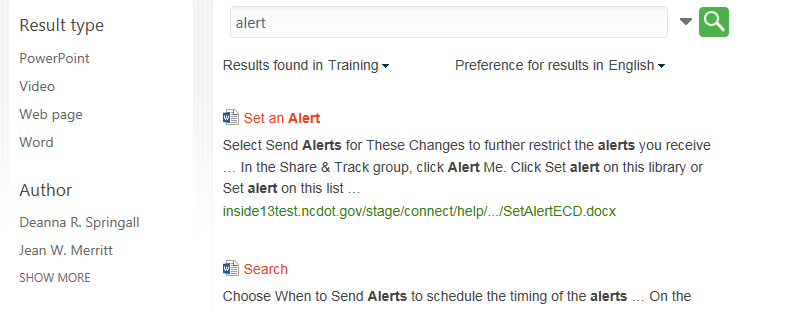 Result type
PowerPoint
Video
Web page
Word
Author
Deanna R. Springall
Jean W. Merritt
SHOW MORE
alert
Results found in Training
Preference for results in English
Set an Alert
Select Send Alerts for These Changes to further restrict the alerts you receive
... In the Share & Track group, click Alert Me. Click Set alert on this library or
Set alert on this list ...
inside13test.ncdot.gov/stage/connect/help/.../SetAlertECD.docx
Search
Choose When to Send Alerts to schedule the timing of the alerts ... On the